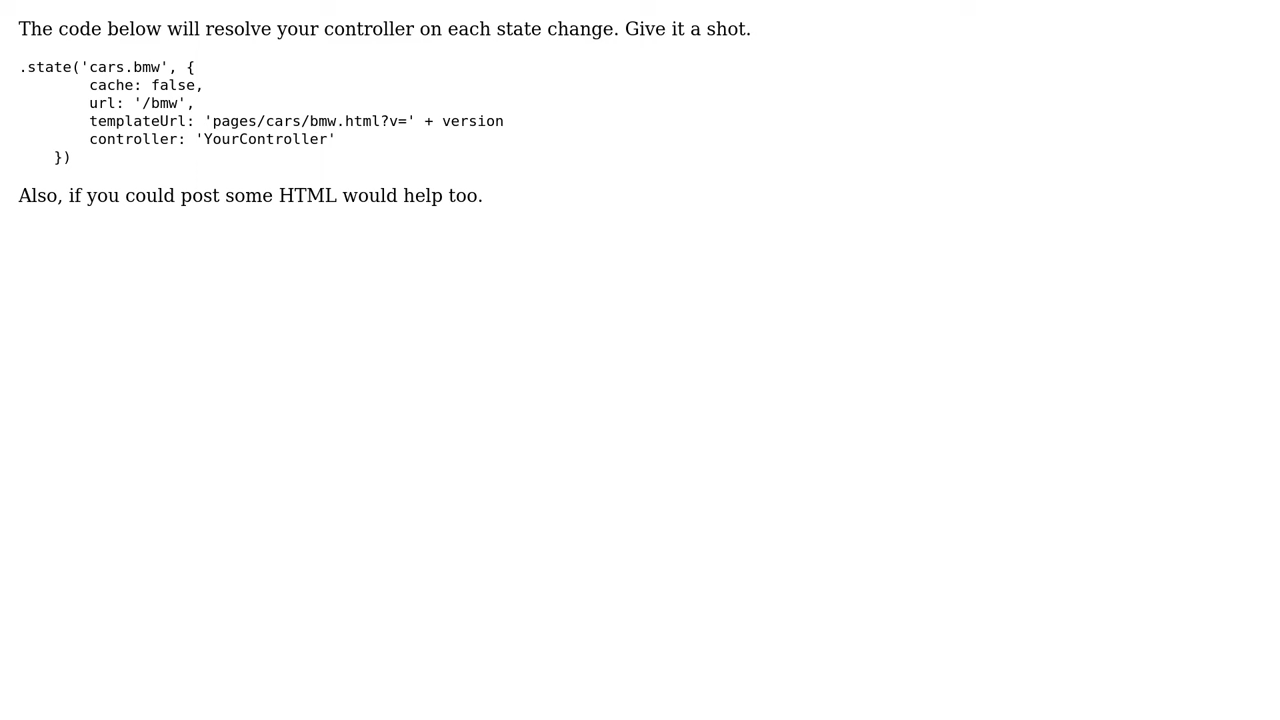 The code below will resolve your controller on each state change. Give it a shot.
.state('cars.bmw', {
        cache: false,
        url: '/bmw',
        templateUrl: 'pages/cars/bmw.html?v=' + version
        controller: 'YourController'
    })
Also, if you could post some HTML would help too.